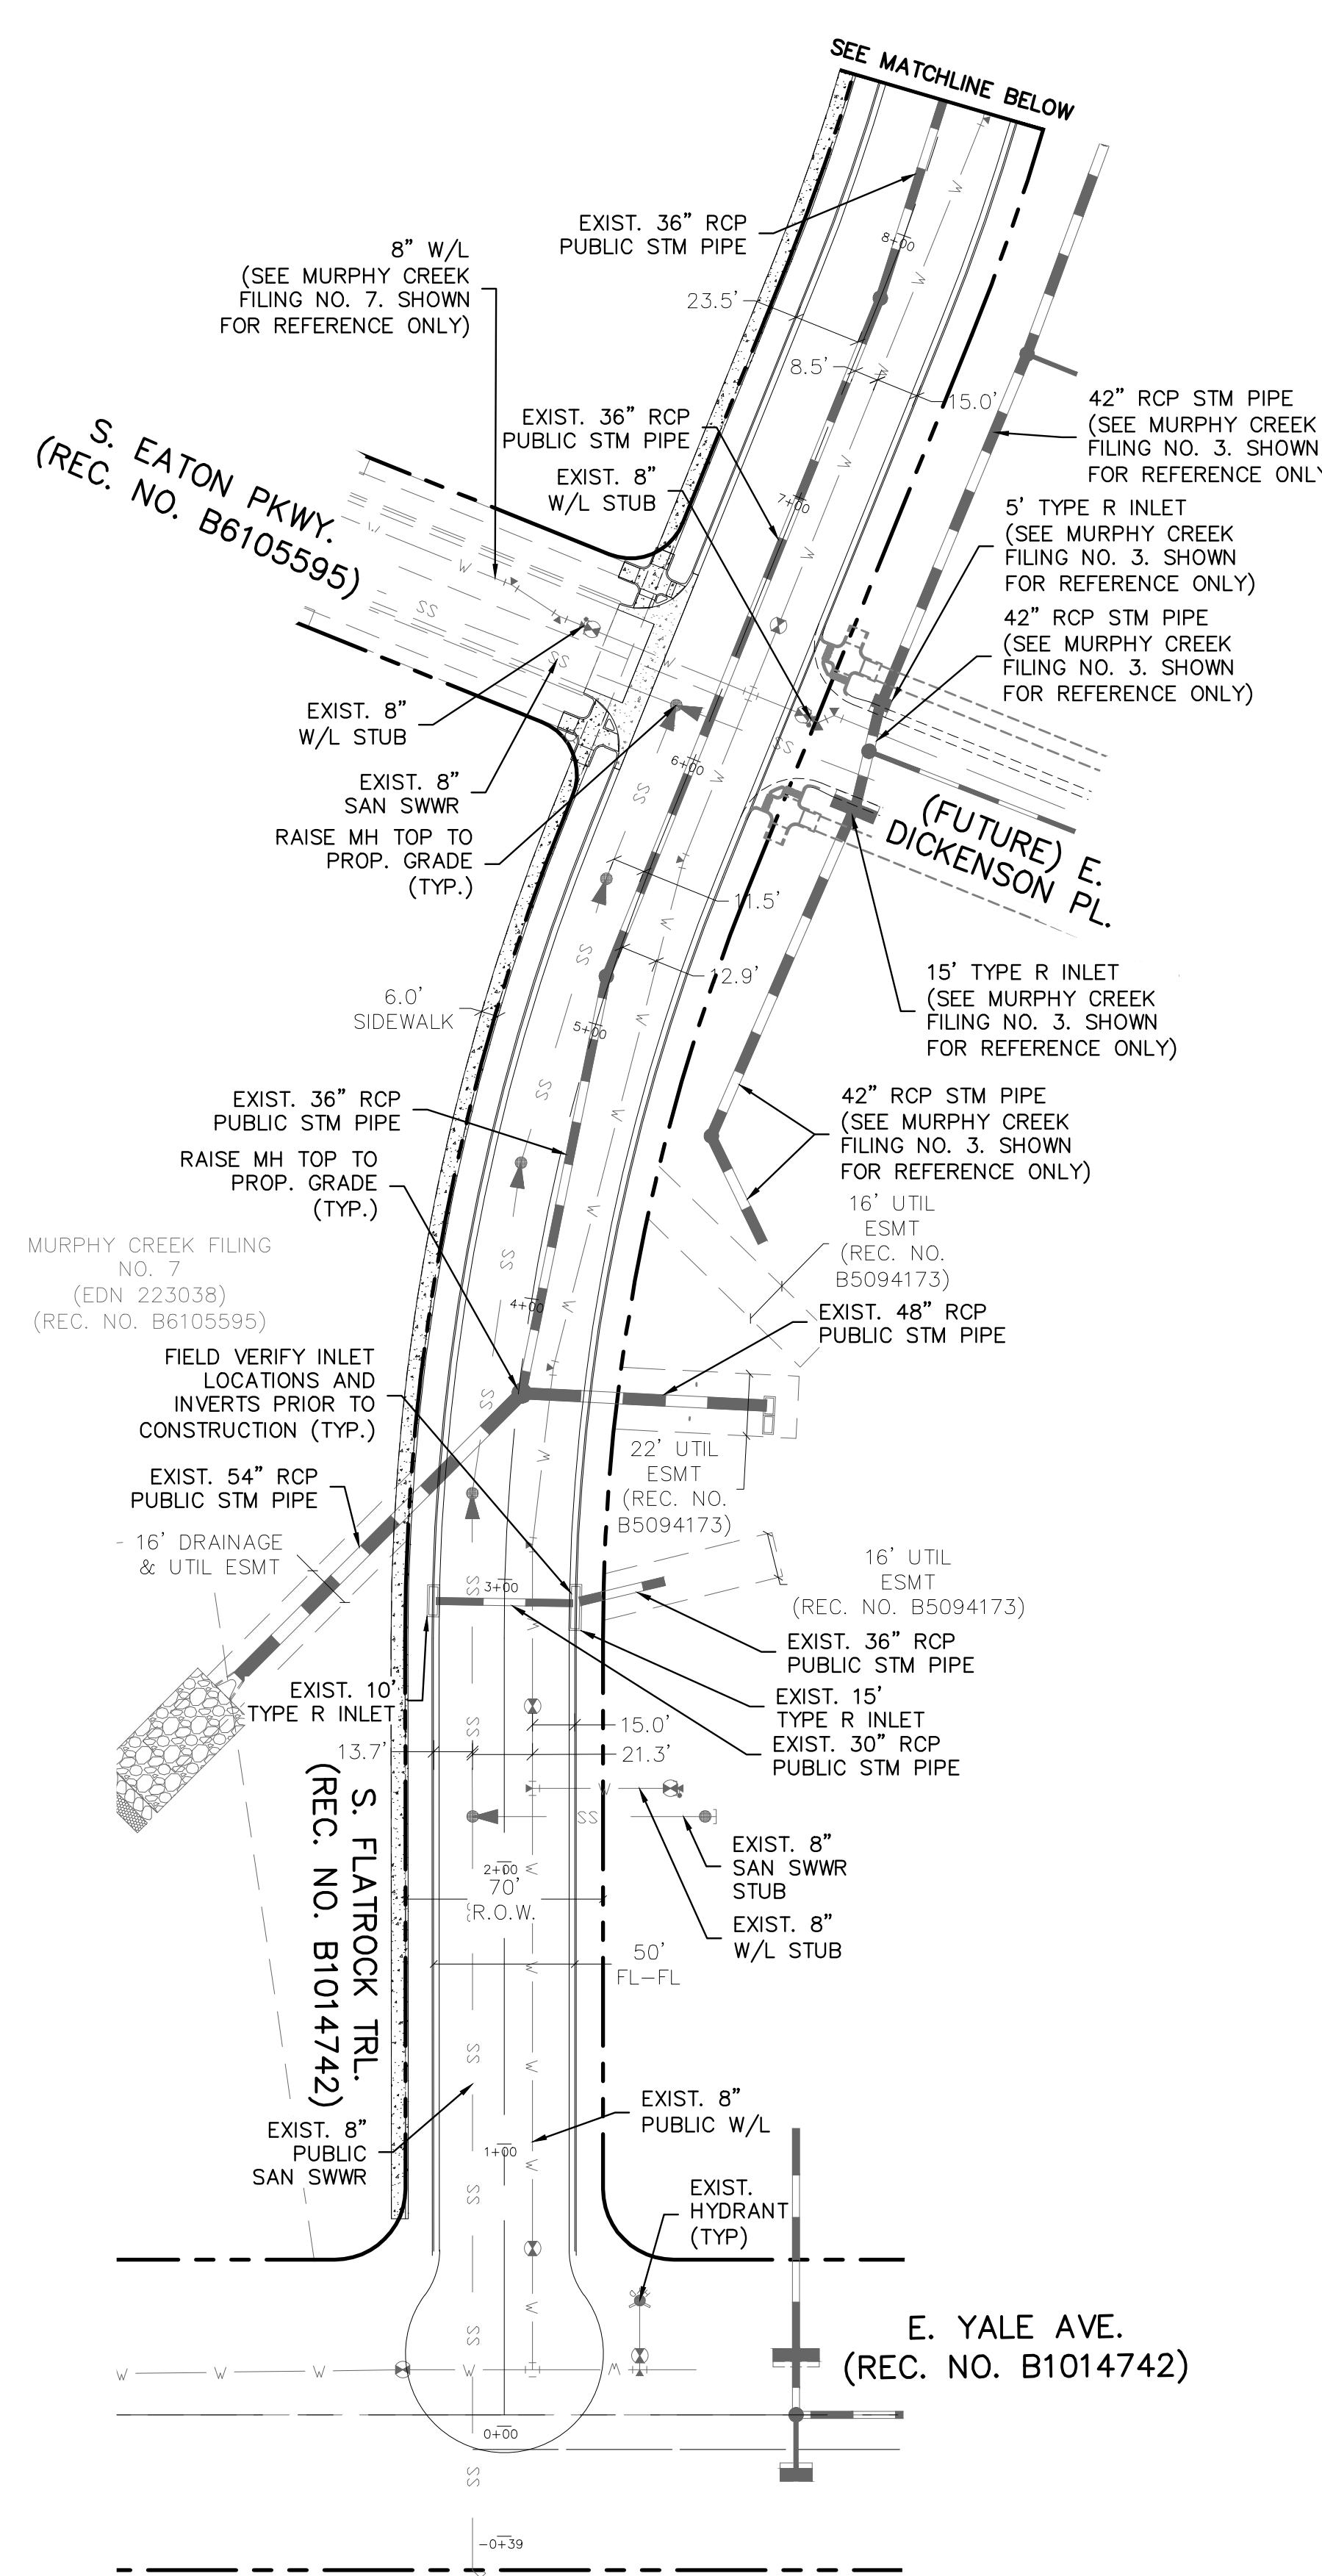 SEE MATCHLINE BELOW
EXIST. 36" RCP
PUBLIC STM PIPE
8" W/L
(SEE MURPHY CREEK
FILING NO. 7. SHOWN
FOR REFERENCE ONLY)
8+00
23.5'
8.5'
15.0'
42" RCP STM PIPE
(SEE MURPHY CREEK
FILING NO. 3. SHOWN
FOR REFERENCE ONLY
EXIST. 36" RCP
PUBLIC STM PIPE
EXIST. 8"
W/L STUB
7+00
S. EATON PKWY.
(REC. NO. B6105595)
5' TYPE R INLET
(SEE MURPHY CREEK
FILING NO. 3. SHOWN
FOR REFERENCE ONLY)
42" RCP STM PIPE
(SEE MURPHY CREEK
FILING NO. 3. SHOWN
FOR REFERENCE ONLY)
EXIST. 8"
W/L STUB
EXIST. 8"
SAN SWWR
RAISE MH TOP TO
PROP. GRADE
(TYP.)
6+00
(FUTURE) E.
DICKENSON PL.
11.5'
12.9'
15' TYPE R INLET
(SEE MURPHY CREEK
FILING NO. 3. SHOWN
FOR REFERENCE ONLY)
6.0'
SIDEWALK
5+00
EXIST. 36" RCP
PUBLIC STM PIPE
42" RCP STM PIPE
(SEE MURPHY CREEK
FILING NO. 3. SHOWN
FOR REFERENCE ONLY)
RAISE MH TOP TO
PROP. GRADE
(TYP.)
16' UTIL
ESMT
(REC. NO.
B5094173)
MURPHY CREEK FILING
NO. 7
(EDN 223038)
(REC. NO. B6105595)
4+00
EXIST. 48" RCP
PUBLIC STM PIPE
FIELD VERIFY INLET
LOCATIONS AND
INVERTS PRIOR TO
CONSTRUCTION (TYP.)
22' UTIL
ESMT
(REC. NO.
B5094173)
EXIST. 54" RCP
PUBLIC STM PIPE
16' DRAINAGE
& UTIL ESMT
3+00
16' UTIL
ESMT
(REC. NO. B5094173)
EXIST. 36" RCP
PUBLIC STM PIPE
EXIST. 10'
TYPE R INLET
EXIST. 15'
TYPE R INLET
EXIST. 30" RCP
PUBLIC STM PIPE
15.0'
13.7'
21.3'
S. FLATROCK TRL.
(REC. NO. B1014742)
W
SS
EXIST. 8"
SAN SWWR
STUB
2+00
70'
R.O.W.
EXIST. 8"
W/L STUB
50'
FL-FL
EXIST. 8"
PUBLIC W/L
EXIST. 8"
PUBLIC
SAN SWWR
1+00
EXIST.
HYDRANT
(TYP)
E. YALE AVE.
(REC. NO. B1014742)
W W W W W
0+00
SS
-0+39